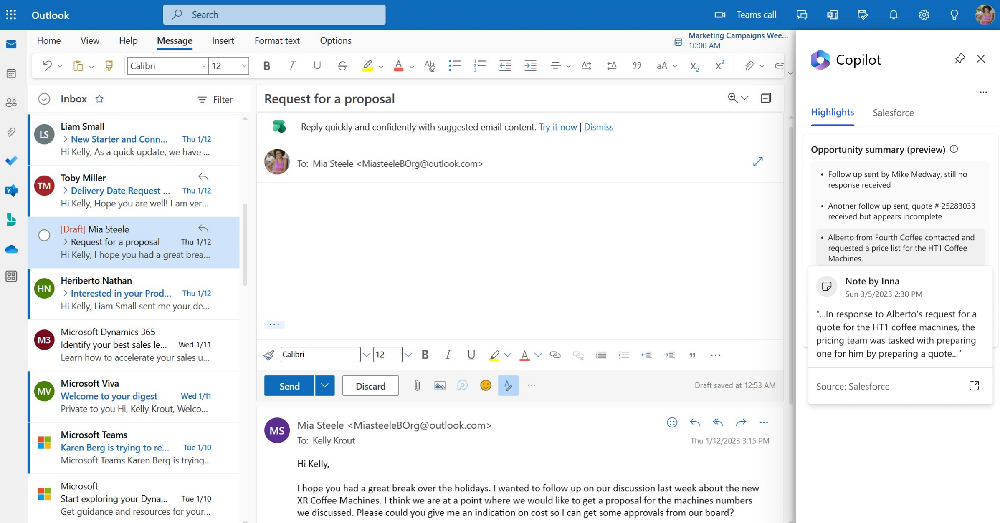 Outlook
Search
Teams call
Home View Help Message Insert Format text Options
Marketing Campaigns Wee...
10:00 AM
Calibri 12
Inbox
Filter
LS
Liam Small
New Starter and Conn... Thu 1/12
Hi Kelly, As a quick update, we have ...
TM
Toby Miller
Delivery Date Request ... Thu 1/12
Hi Kelly, Hope you are well! I am ver...
[Draft] Mia Steele
Request for a proposal Thu 1/12
Hi Kelly, I hope you had a great brea...
HN
Heriberto Nathan
Interested in your Prod... Thu 1/12
Hi Kelly, Liam Small sent me your de...
M3
Microsoft Dynamics 365
Identify your best sales le... Wed 1/11
Learn how to accelerate your sales u...
MV
Microsoft Viva
Welcome to your digest Wed 1/11
Private to you Hi, Kelly Krout, Welco...
Microsoft Teams
Karen Berg is trying to re... Tue 1/10
Microsoft Teams Karen Berg is trying...
Microsoft
Start exploring your Dyna... Tue 1/10
Get guidance and resources for your...
Request for a proposal
Reply quickly and confidently with suggested email content. Try it now | Dismiss
To: Mia Steele <MiasteeleBOrg@outlook.com>
...
Calibri 12
Send
Discard
Draft saved at 12:53 AM
MS
Mia Steele <MiasteeleBOrg@outlook.com>
To: Kelly Krout
Thu 1/12/2023 3:15 PM
Hi Kelly,
I hope you had a great break over the holidays. I wanted to follow up on our discussion last week about the new
XR Coffee Machines. I think we are at a point where we would like to get a proposal for the machines numbers
we discussed. Please could you give me an indication on cost so I can get some approvals from our board?
Copilot
Highlights Salesforce
Opportunity summary (preview)
• Follow up sent by Mike Medway, still no
response received
• Another follow up sent, quote # 25283033
received but appears incomplete
• Alberto from Fourth Coffee contacted and
requested a price list for the HT1 Coffee
Machines.
Note by Inna
Sun 3/5/2023 2:30 PM
“...In response to Alberto's request for a
quote for the HT1 coffee machines, the
pricing team was tasked with preparing
one for him by preparing a quote...”
Source: Salesforce